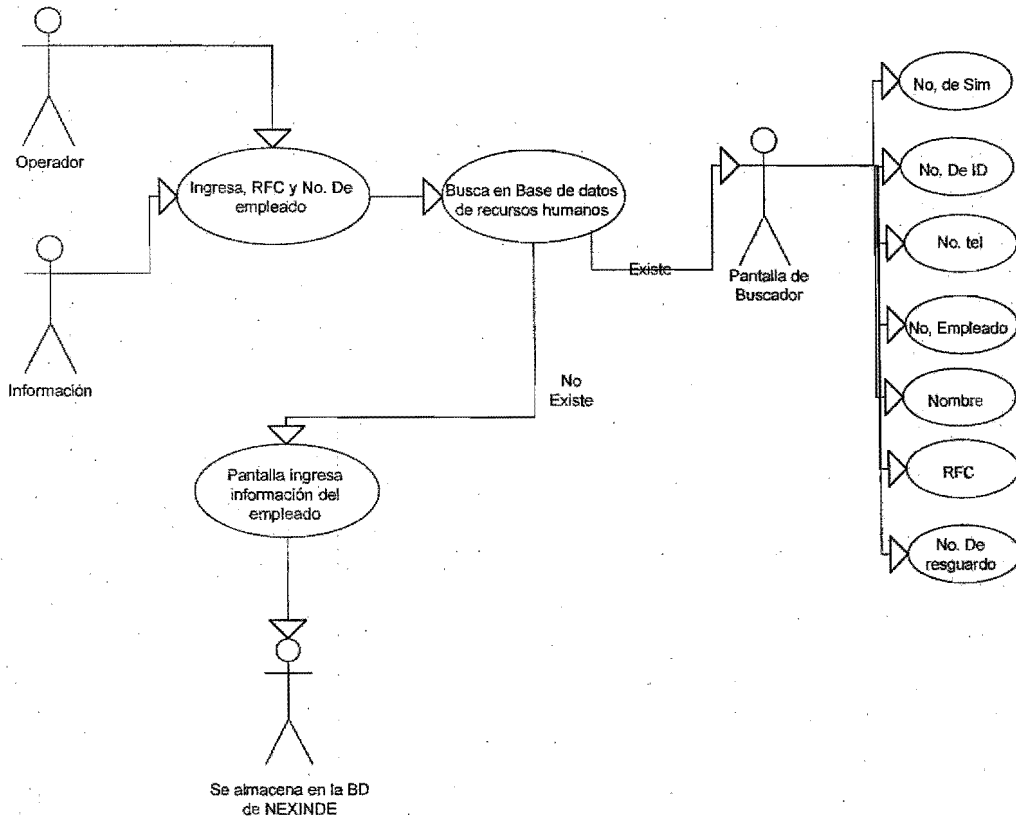 Operador
Ingresa, RFC y No. De
empleado
Información
Busca en Base de datos
de recursos humanos
Existe
No
Existe
Pantalla de
Buscador
No, de Sim
No. De ID
No. tel
No, Empleado
Nombre
RFC
No. De
resguardo
Pantalla ingresa
información del
empleado
Se almacena en la BD
de NEXINDE